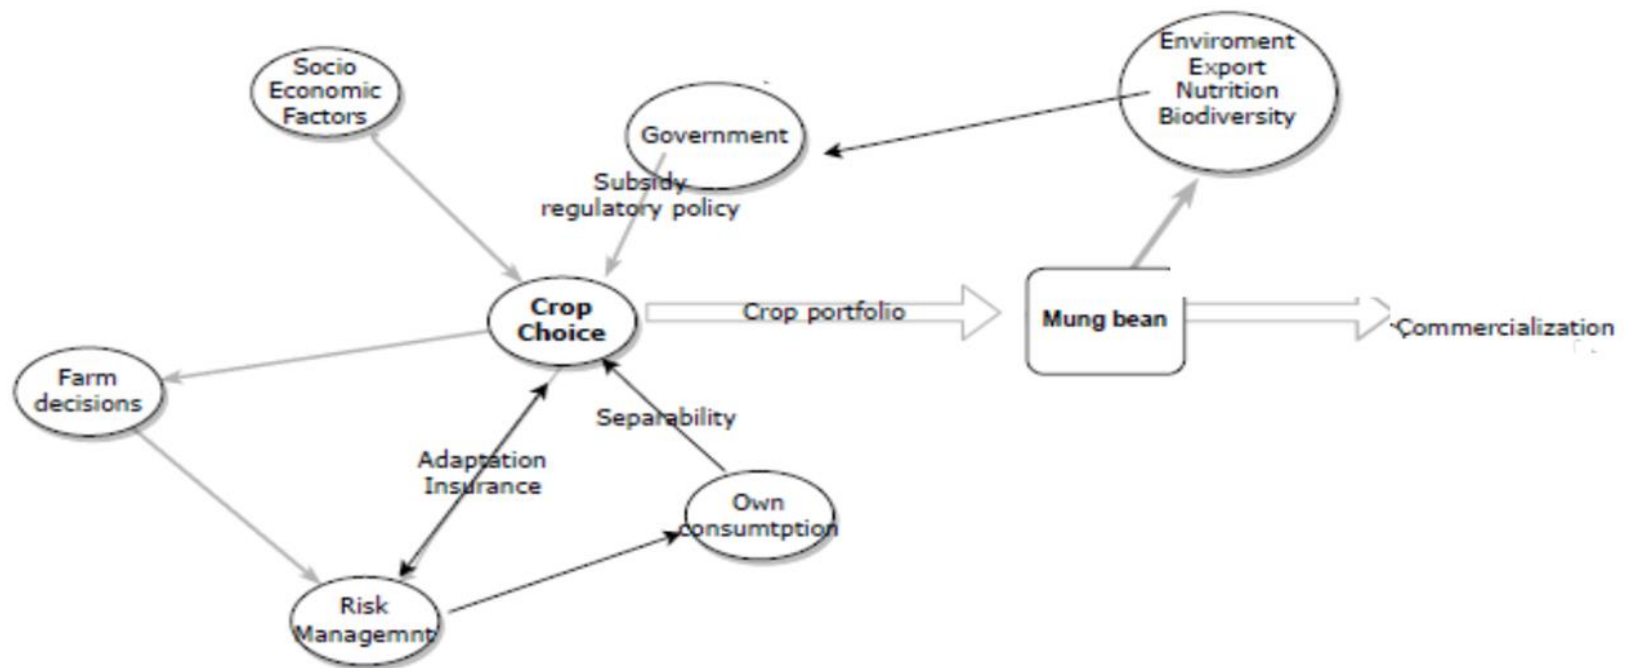 Socio
Economic
Factors
Government
Enviroment
Export
Nutrition
Biodiversity
Subsidy
regulatory policy
Crop
Choice
Crop portfolio
Mung bean
Commercialization
Farm
decisions
Separability
Adaptation
Insurance
Own
consumtption
Risk
Managemnt